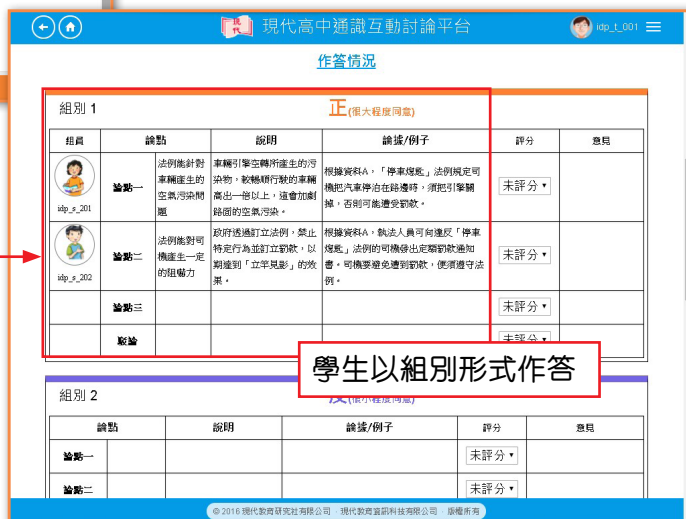 現代高中通識互動討論平台
idp_t_001
作答情況
組別 1
正(很大程度同意)
組員 論點 說明 論據/例子 評分 意見
idp_s_201
論點一
法例能針對
車輛產生的
空氣污染問
題
車輛引擎空轉所產生的污
染物,較暢順行駛的車輛
高出一倍以上,這會加劇
路面的空氣污染。
根據資料A,「停車熄匙」法例規定司
機把汽車停泊在路邊時,須把引擎關
掉,否則可能遭受罰款。
未評分
idp_s_202
論點二
法例能對司
機產生一定
的阻嚇力
政府透過訂立法例,禁止
特定行為並訂立罰款,以
期達到「立竿見影」的效
果。
根據資料A,執法人員可向違反「停車
熄匙」法例的司機發出定額罰款通知
書。司機要避免遭到罰款,便須遵守法
例。
未評分
論點三
未評分
駁論
未評分
學生以組別形式作答
組別 2
反(很小程度同意)
論點 說明 論據/例子 評分 意見
論點一
未評分
論點二
未評分
© 2016 現代教育研究社有限公司 · 現代教育資訊科技有限公司 · 版權所有